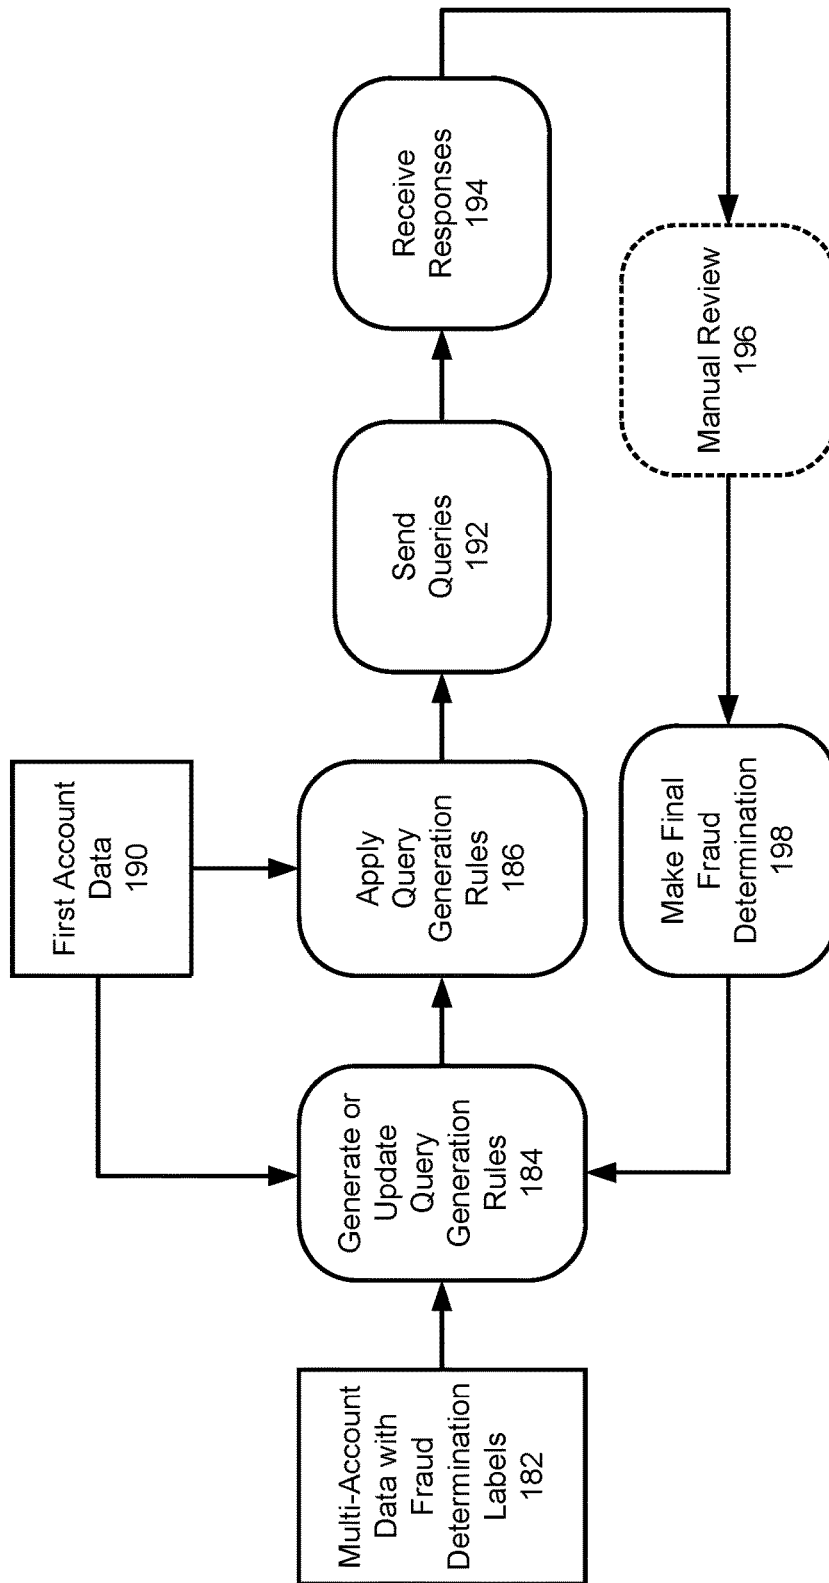 First Account
Data
190
Multi-Account
Data with
Fraud
Determination
Labels
182
Generate or
Update
Query
Generation
Rules
184
Apply
Query
Generation
Rules
186
Send
Queries
192
Receive
Responses
194
Make Final
Fraud
Determination
198
Manual Review
196